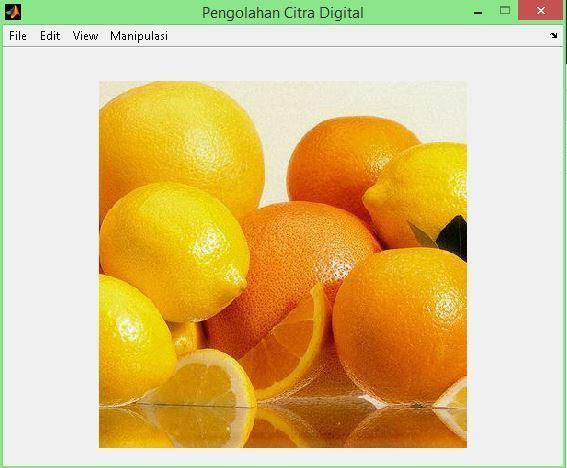 Pengolahan Citra Digital
File Edit View Manipulasi